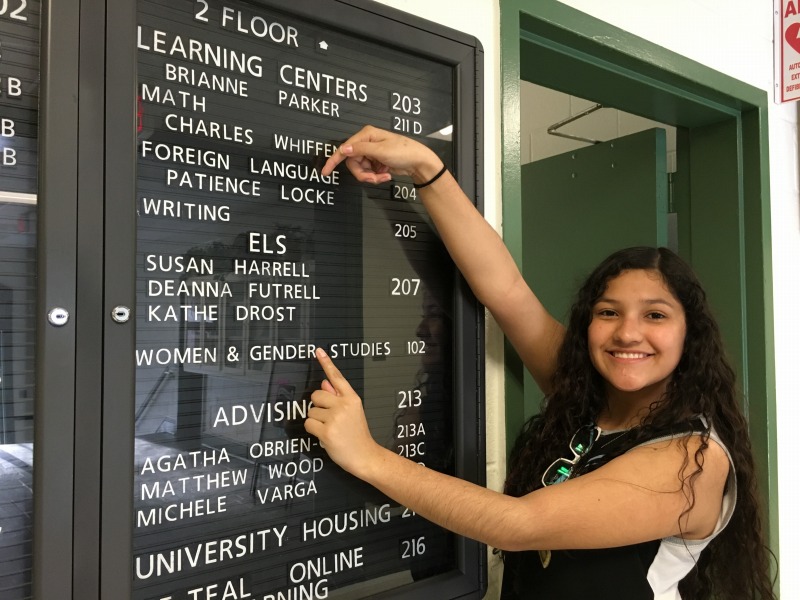 2 FLOOR
LEARNING CENTERS 203
BRIANNE PARKER 211 D
MATH
CHARLES WHIFFEN
FOREIGN LANGUAGE
PATIENCE LOCKE 204
WRITING 205
ELS
SUSAN HARRELL
DEANNA FUTRELL 207
KATHE DROST
WOMEN & GENDER STUDIES 102
ADVISING 213
AGATHA OBRIEN- 213A
MATTHEW WOOD 213C
MICHELE VARGA
UNIVERSITY HOUSING
TEAL ONLINE 216
02
B
B
B